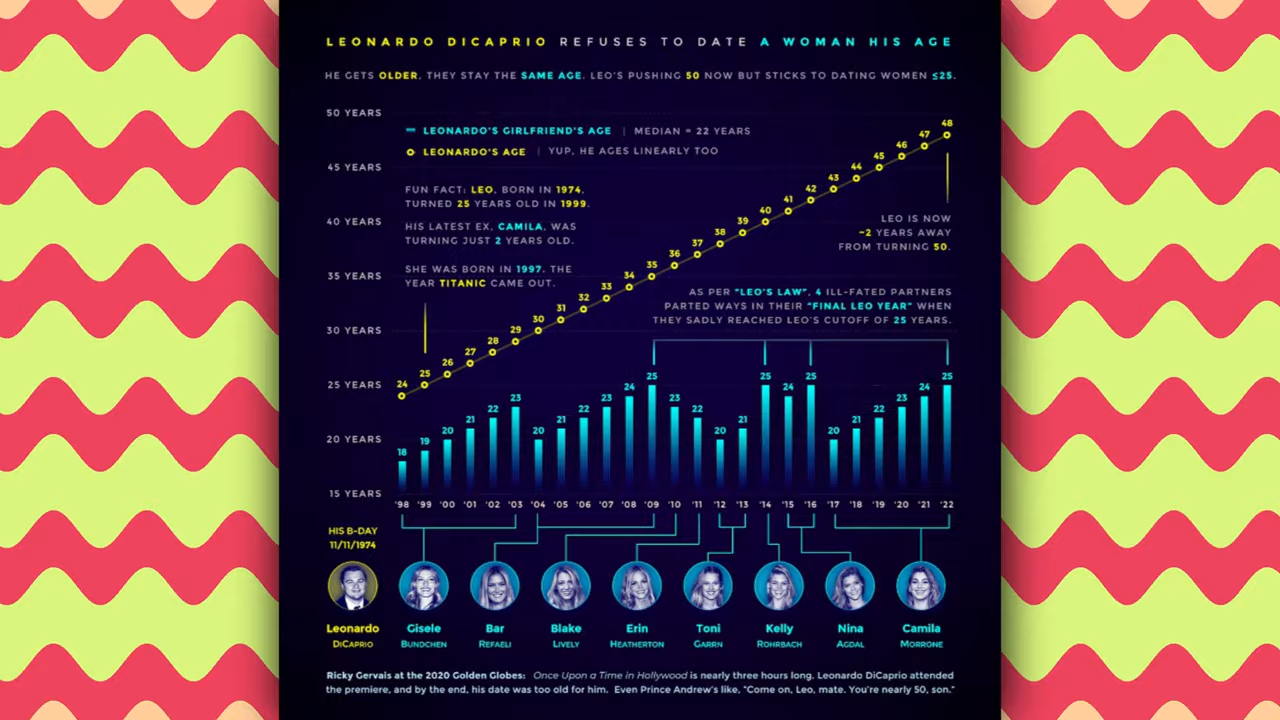 LEONARDO DICAPRIO REFUSES TO DATE A WOMAN HIS AGE
HE GETS OLDER, THEY STAY THE SAME AGE. LEO'S PUSHING 50 NOW BUT STICKS TO DATING WOMEN ≤25.
50 YEARS
LEONARDO'S GIRLFRIEND'S AGE | MEDIAN = 22 YEARS
LEONARDO'S AGE | YUP, HE AGES LINEARLY TOO
45 YEARS
FUN FACT: LEO, BORN IN 1974,
TURNED 25 YEARS OLD IN 1999.
HIS LATEST EX, CAMILA, WAS
TURNING JUST 2 YEARS OLD.
SHE WAS BORN IN 1997. THE
YEAR TITANIC CAME OUT.
40 YEARS
LEO IS NOW
~2 YEARS AWAY
FROM TURNING 50.
35 YEARS
AS PER "LEO'S LAW", 4 ILL-FATED PARTNERS
PARTED WAYS IN THEIR "FINAL LEO YEAR" WHEN
THEY SADLY REACHED LEO'S CUTOFF OF 25 YEARS.
30 YEARS
25 YEARS
20 YEARS
15 YEARS
24 25 26 27 28 29 30 31 32 33 34 35 36 37 38 39 40 41 42 43 44 45 46 47 48
18 19 20 21 22 23 20 21 22 23 24 25 23 22 20 21 25 24 25 20 21 22 23 24 25
'98 '99 '00 '01 '02 '03 '04 '05 '06 '07 '08 '09 '10 '11 '12 '13 '14 '15 '16 '17 '18 '19 '20 '21 '22
HIS B-DAY
11/11/1974
Leonardo Gisele Bar Blake Erin Toni Kelly Nina Camila
DICAPRIO BUNDCHEN REFAELI LIVELY HEATHERTON GARRN ROHRBACH AGDAL MORRONE
Ricky Gervais at the 2020 Golden Globes: Once Upon a Time in Hollywood is nearly three hours long. Leonardo DiCaprio attended
the premiere, and by the end, his date was too old for him. Even Prince Andrew's like, "Come on, Leo, mate. You're nearly 50, son."